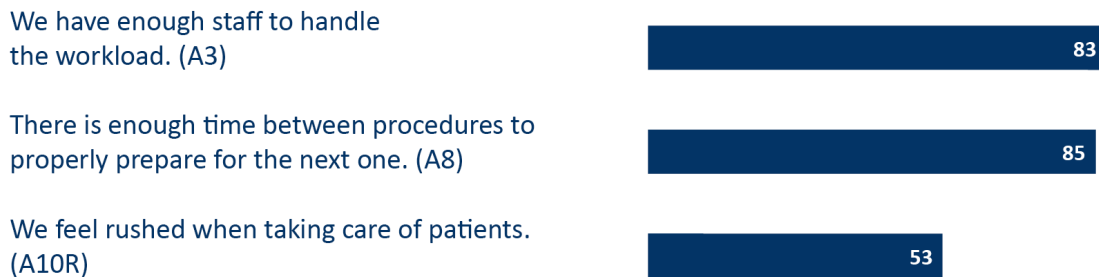 We have enough staff to handle
the workload. (A3)
83
There is enough time between procedures to
properly prepare for the next one. (A8)
85
We feel rushed when taking care of patients.
(A10R)
53